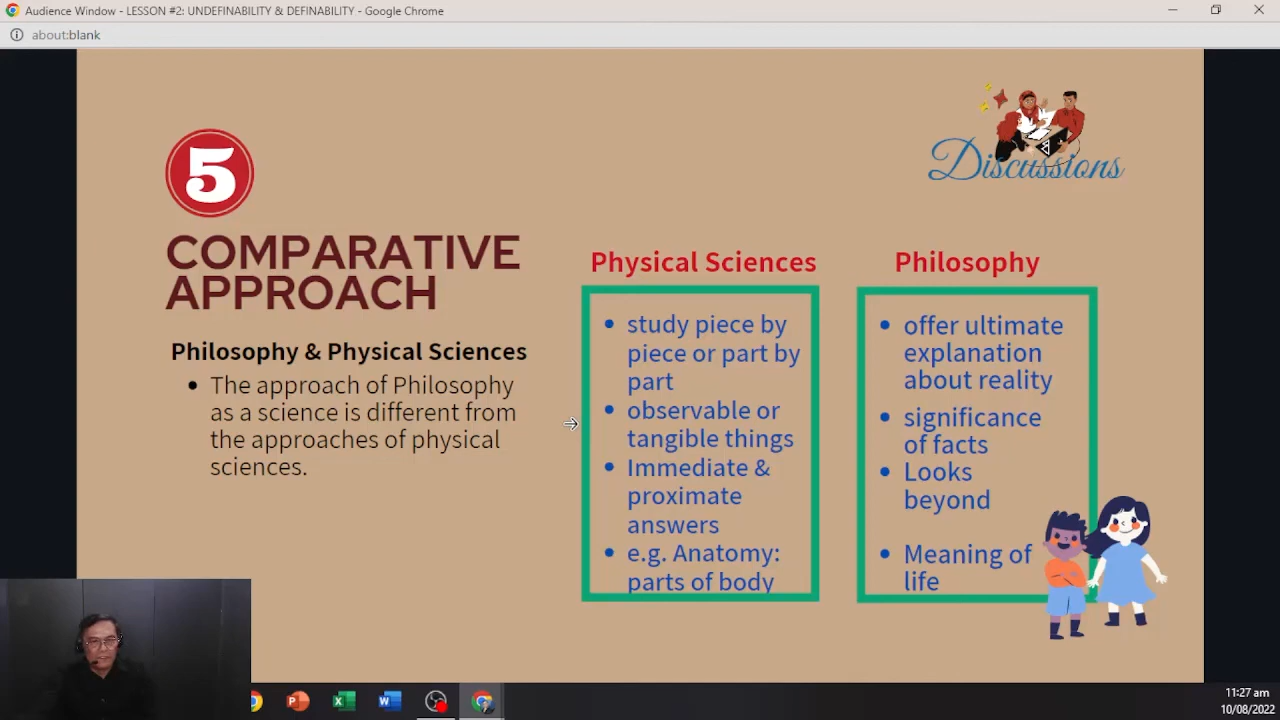 Audience Window - LESSON #2: UNDEFINABILITY & DEFINABILITY - Google Chrome
about:blank
Discussions
5
COMPARATIVE
APPROACH
Philosophy & Physical Sciences
• The approach of Philosophy
as a science is different from
the approaches of physical
sciences.
Physical Sciences
• study piece by
piece or part by
part
• observable or
tangible things
• Immediate &
proximate
answers
• e.g. Anatomy:
parts of body
Philosophy
• offer ultimate
explanation
about reality
• significance
of facts
• Looks
beyond
• Meaning of
life
11:27 am
10/08/2022